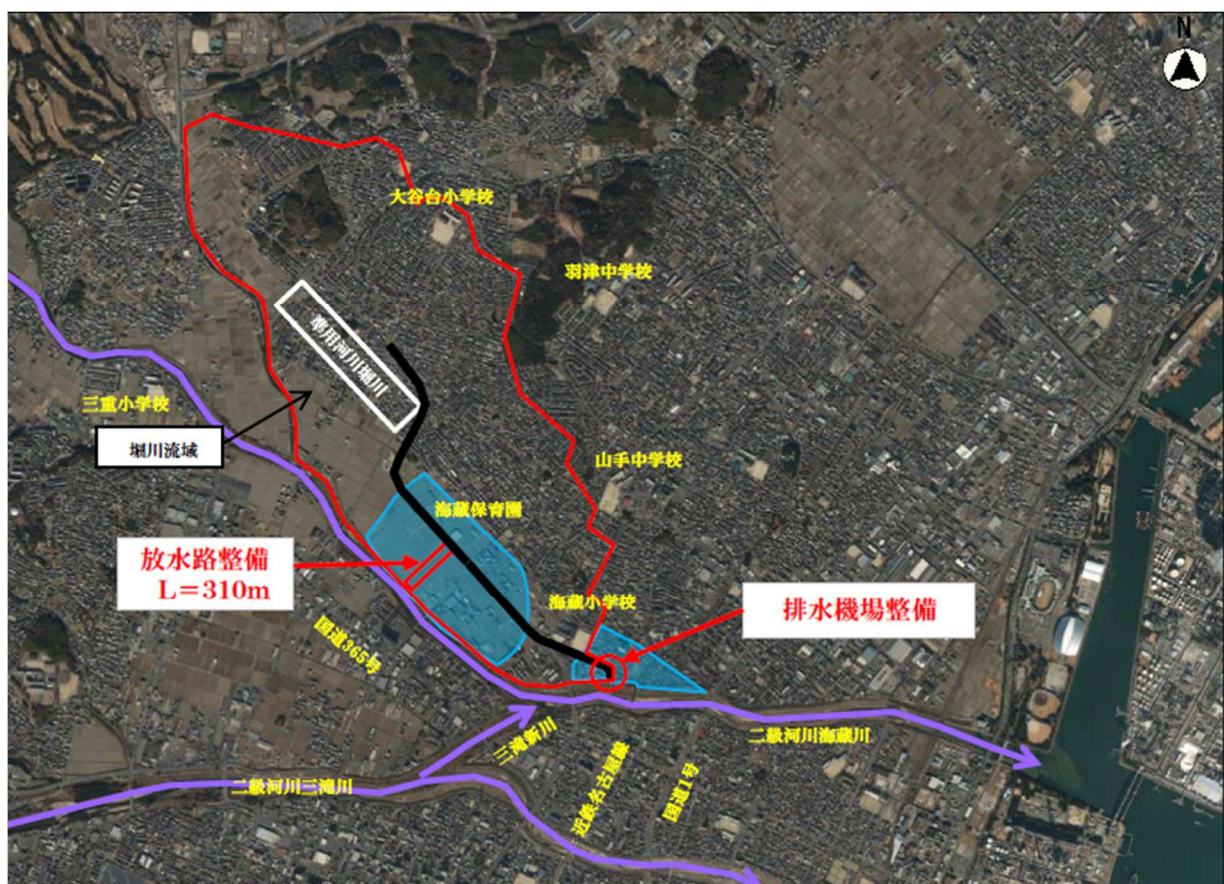 N
大谷台小学校
羽津中学校
準用河川堀川
三重小学校
堀川流域
山手中学校
海蔵保育園
放水路整備
L＝310m
海蔵小学校
排水機場整備
国道365号
三滝新川
二級河川海蔵川
二級河川三滝川
近鉄名古屋線
国道1号